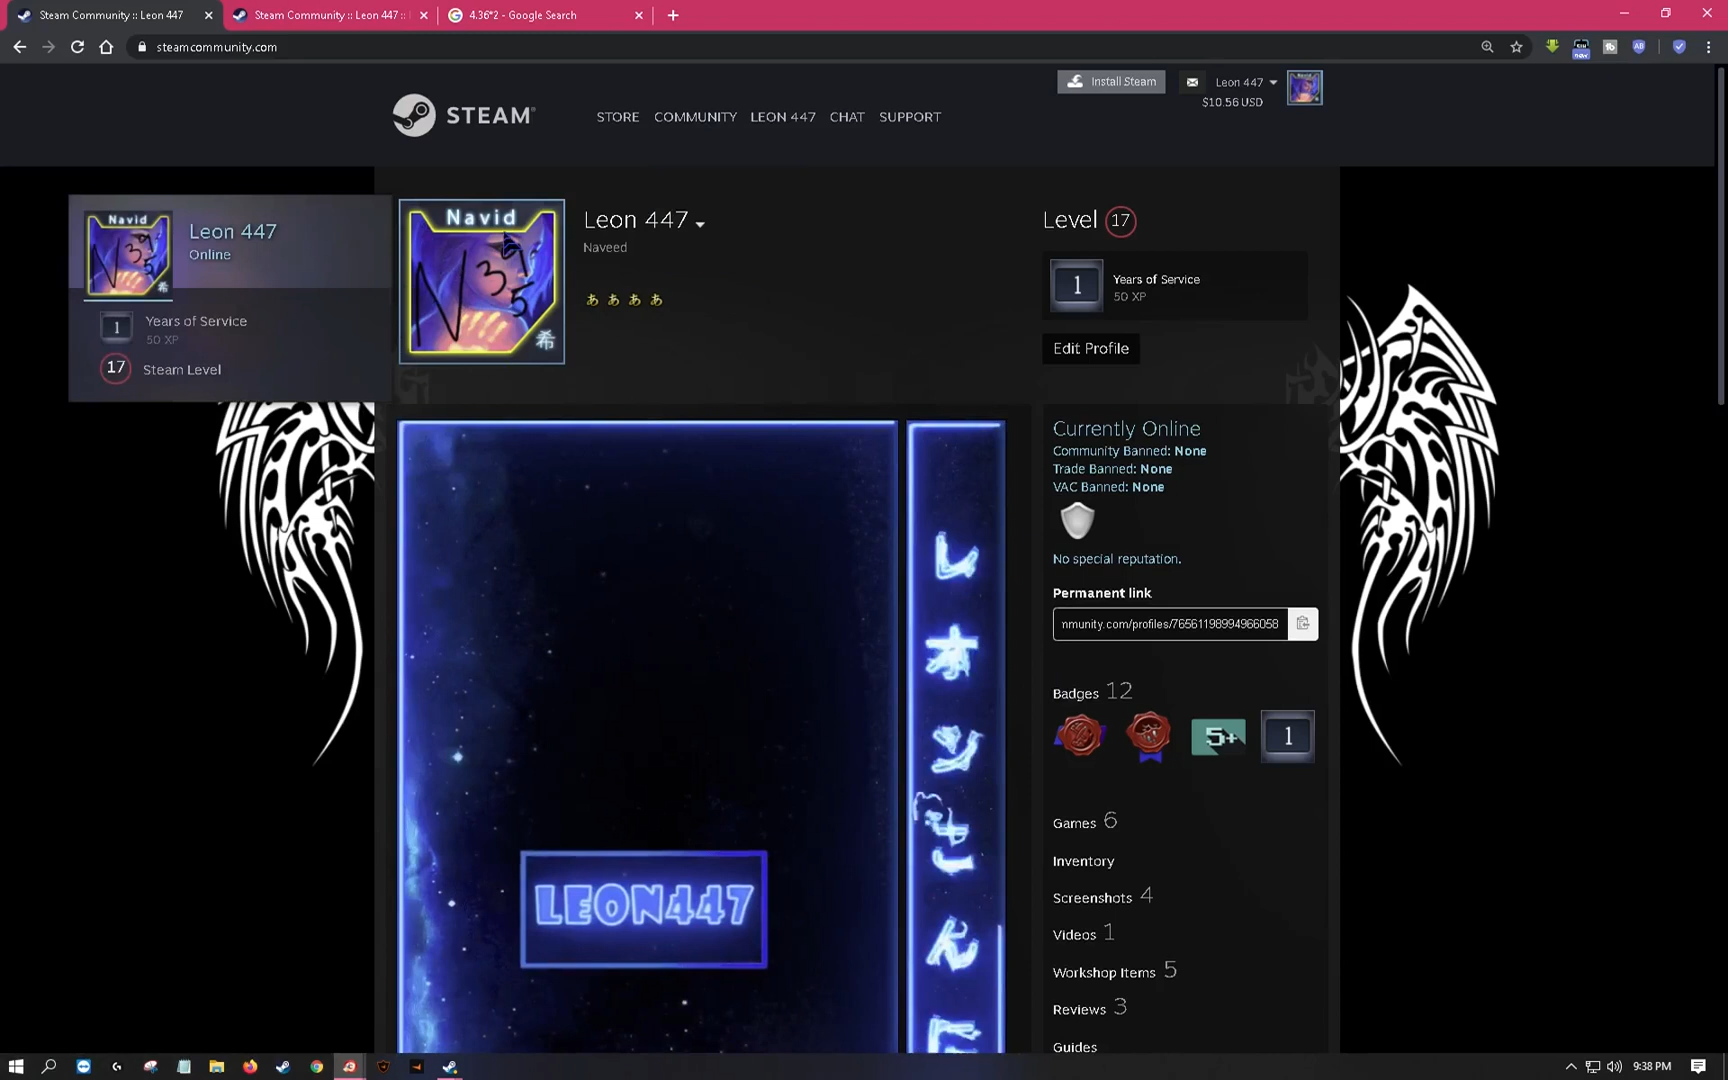 Steam Community :: Leon 447
Steam Community :: Leon 447 ::
4.36*2 - Google Search
steamcommunity.com
Install Steam
Leon 447
$10.56 USD
STEAM
STORE COMMUNITY LEON 447 CHAT SUPPORT
Navid
Leon 447
Online
1
Years of Service
50 XP
17
Steam Level
Navid
N395
希
Leon 447
Naveed
ああああ
Level 17
1
Years of Service
50 XP
Edit Profile
Currently Online
Community Banned: None
Trade Banned: None
VAC Banned: None
No special reputation.
Permanent link
nmunity.com/profiles/76561198994966058
Badges 12
5+
1
Games 6
Inventory
Screenshots 4
Videos 1
Workshop Items 5
Reviews 3
Guides
LEON447
レ
オ
ン
9:38 PM